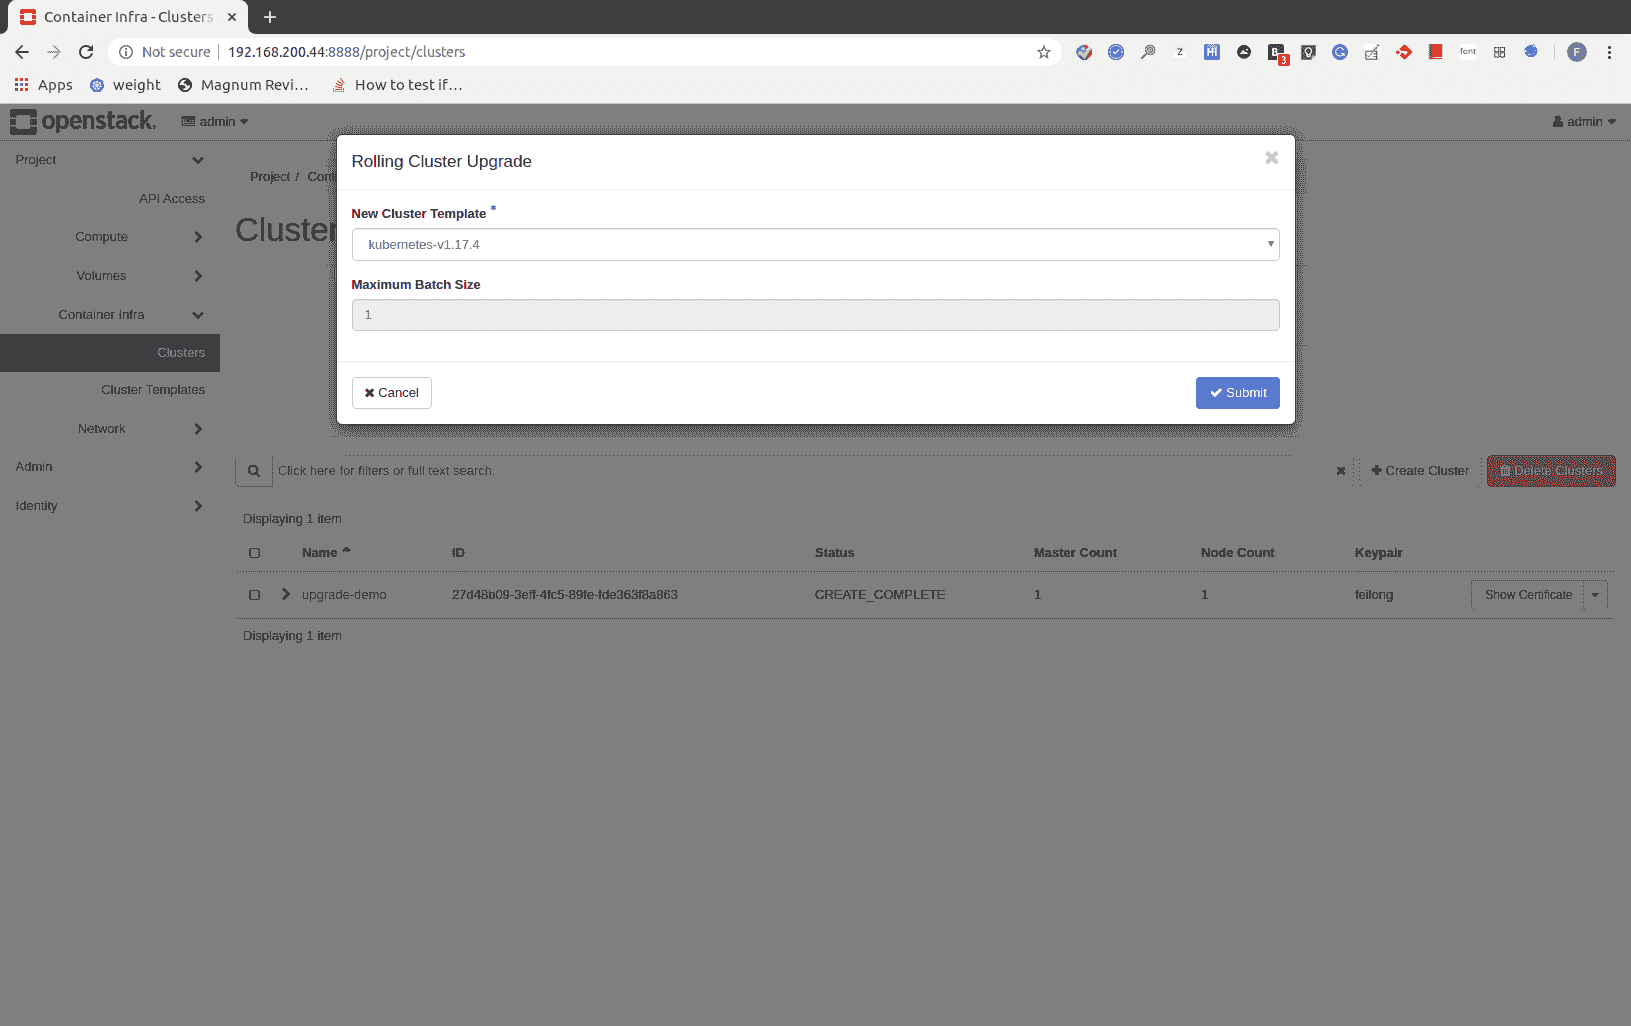 Container Infra - Clusters
Not secure 192.168.200.44:8888/project/clusters
3
font
F
Apps weight Magnum Revi… How to test if…
openstack. admin admin
Project
API Access
Compute
Volumes
Container Infra
Clusters
Cluster Templates
Network
Admin
Identity
Project /
Cluster
Rolling Cluster Upgrade
New Cluster Template *
kubernetes-v1.17.4
Maximum Batch Size
1
Cancel Submit
Click here for filters or full text search. Create Cluster Delete Clusters
Displaying 1 item
Name ID Status Master Count Node Count Keypair
upgrade-demo 27d48b09-3eff-4fc5-89fe-fde363f8a863 CREATE_COMPLETE 1 1 feilong Show Certificate
Displaying 1 item